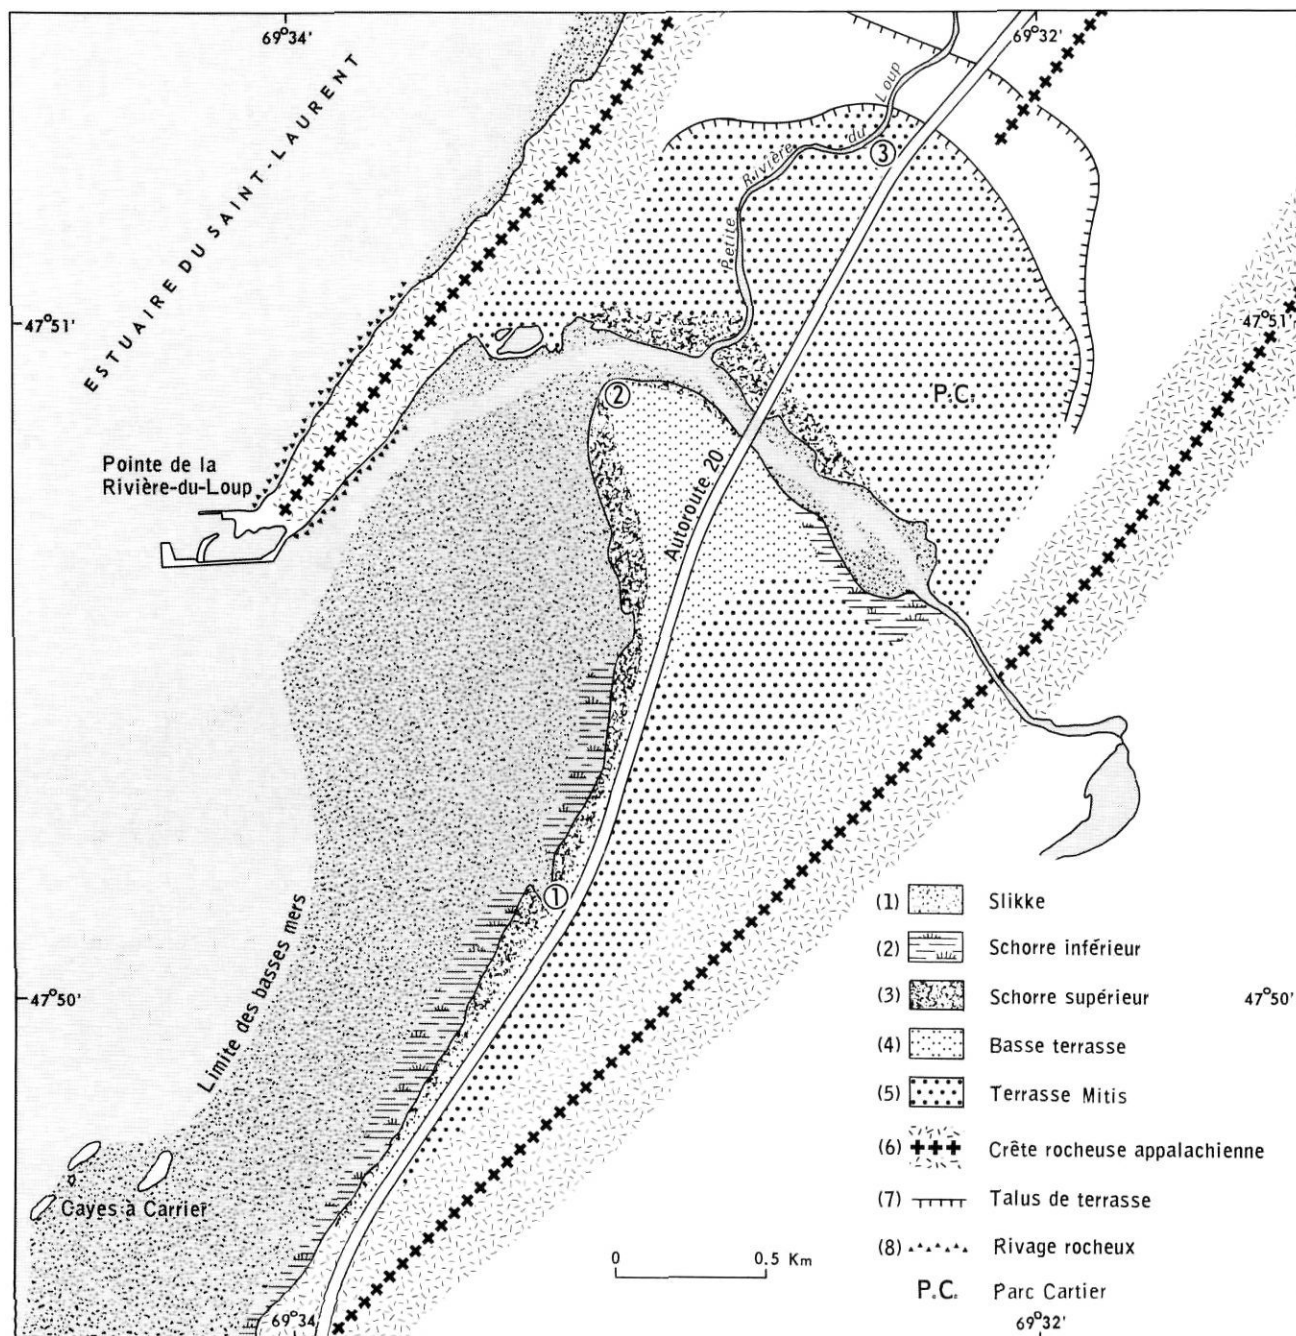 69°34'
69°32'
ESTUAIRE DU SAINT-LAURENT
Petite Rivière du Loup
3
47°51'
47°51'
2
P.C.
Pointe de la
Rivière-du-Loup
Autoroute 20
1
Limite des basses mers
(1) Slikke
(2) Schorre inférieur
47°50'
(3) Schorre supérieur
47°50'
(4) Basse terrasse
(5) Terrasse Mitis
(6) Crête rocheuse appalachienne
Cayes à Carrier
(7) Talus de terrasse
(8) Rivage rocheux
0 0.5 Km
P.C. Parc Cartier
69°34
69°32'